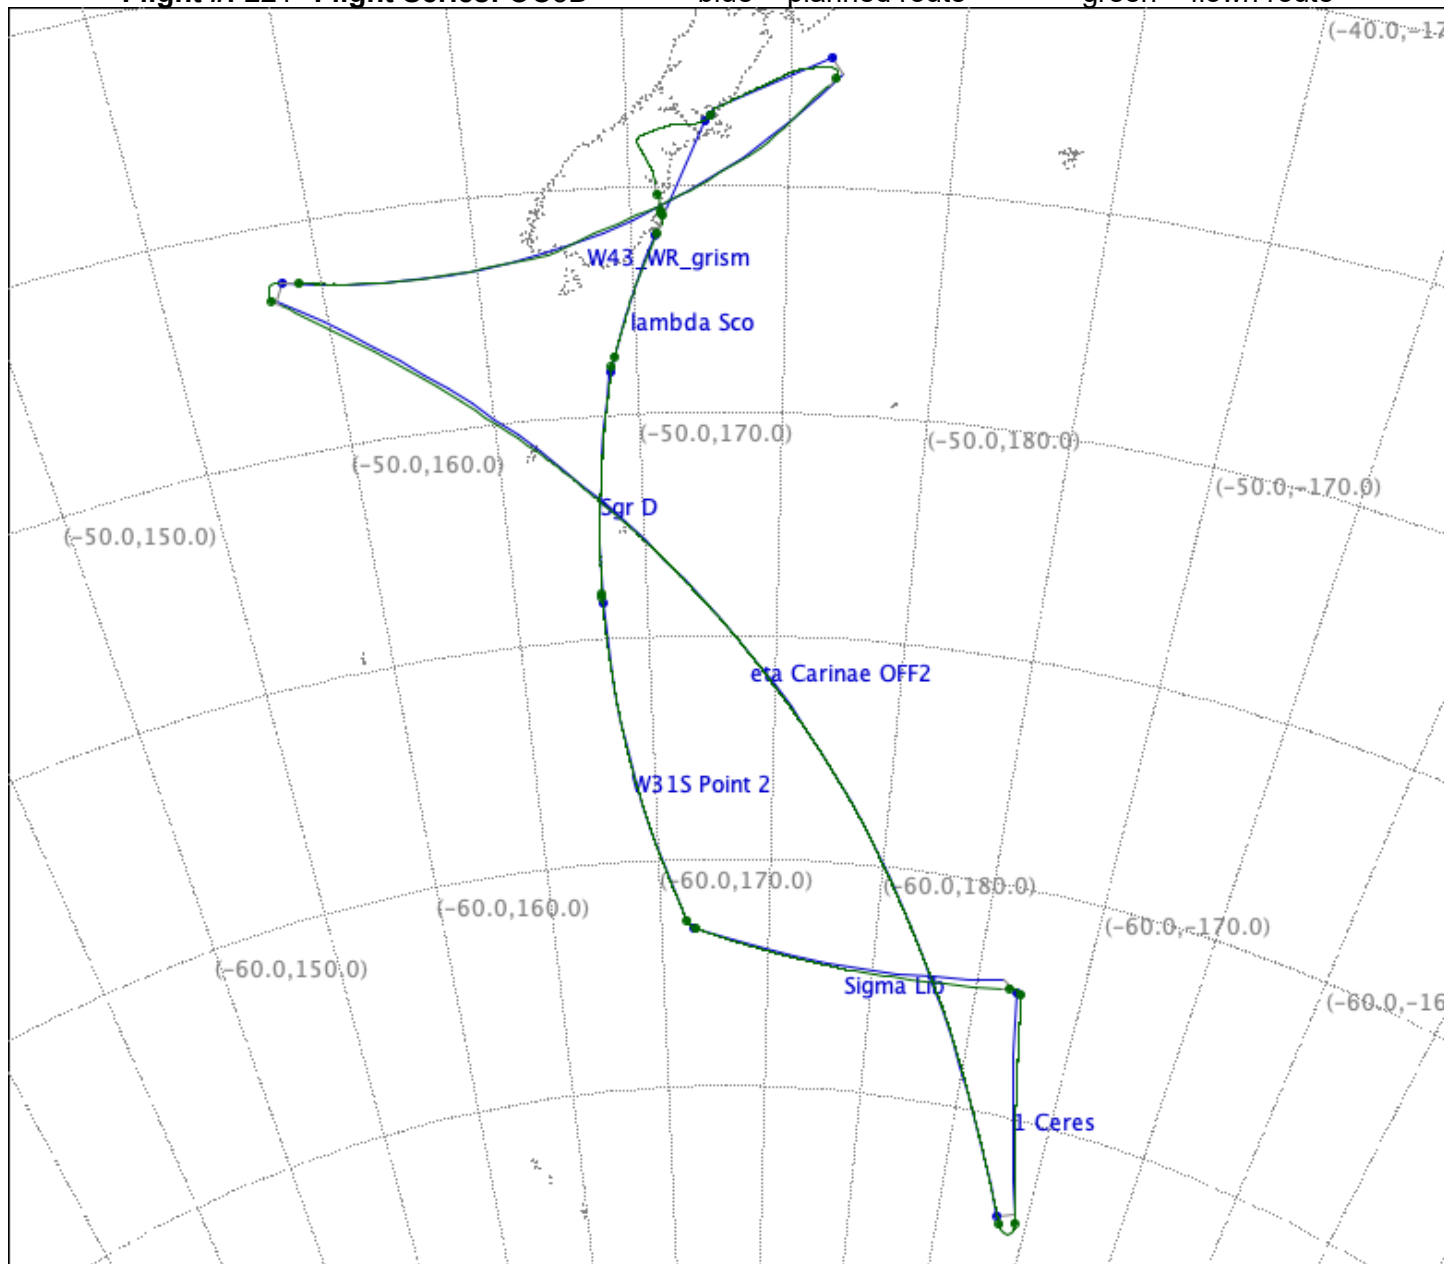 (-40.0,-17
W43_WR_grism
lambda Sco
(-50.0,170.0)
(-50.0,180.0)
(-50.0,160.0)
(-50.0,-170.0)
Sgr D
(-50.0,150.0)
eta Carinae OFF2
W31S Point 2
(-60.0,170.0)
(-60.0,180.0)
(-60.0,160.0)
(-60.0,-170.0)
(-60.0,150.0)
Sigma Lib
(-60.0,-16
1 Ceres